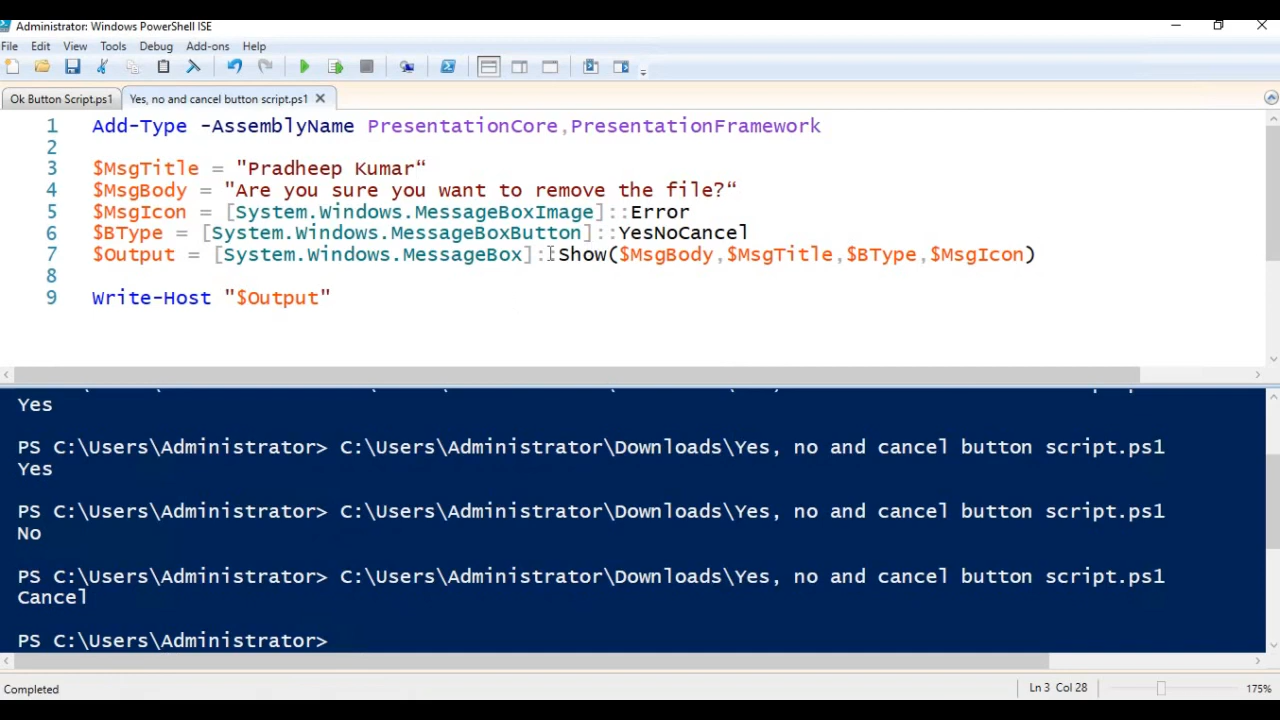 Administrator: Windows PowerShell ISE
File Edit View Tools Debug Add-ons Help
Ok Button Script.ps1 Yes, no and cancel button script.ps1
1 Add-Type -AssemblyName PresentationCore,PresentationFramework
2
3 $MsgTitle = "Pradheep Kumar“
4 $MsgBody = "Are you sure you want to remove the file?“
5 $MsgIcon = [System.Windows.MessageBoxImage]::Error
6 $BType = [System.Windows.MessageBoxButton]::YesNoCancel
7 $Output = [System.Windows.MessageBox]::Show($MsgBody,$MsgTitle,$BType,$MsgIcon)
8
9 Write-Host "$Output"
Yes
PS C:\Users\Administrator> C:\Users\Administrator\Downloads\Yes, no and cancel button script.ps1
Yes
PS C:\Users\Administrator> C:\Users\Administrator\Downloads\Yes, no and cancel button script.ps1
No
PS C:\Users\Administrator> C:\Users\Administrator\Downloads\Yes, no and cancel button script.ps1
Cancel
PS C:\Users\Administrator>
Completed Ln 3 Col 28 175%